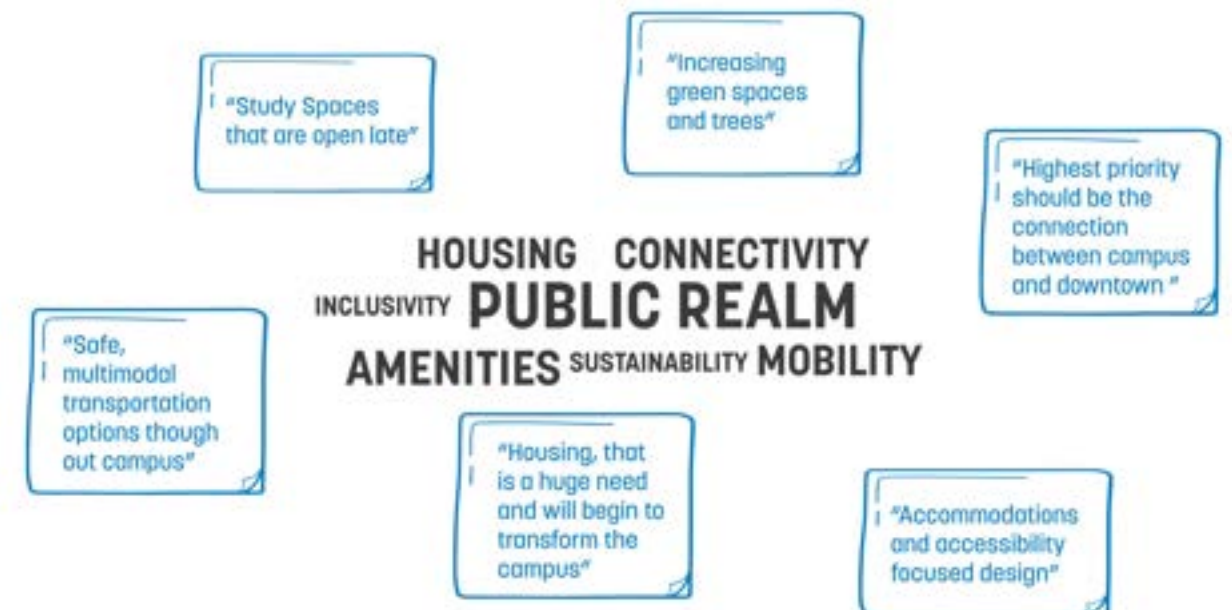 "Study Spaces
that are open late"
"Increasing
green spaces
and trees"
"Highest priority
should be the
connection
between campus
and downtown "
HOUSING CONNECTIVITY
INCLUSIVITY PUBLIC REALM
AMENITIES SUSTAINABILITY MOBILITY
"Safe,
multimodal
transportation
options though
out campus"
"Housing, that
is a huge need
and will begin to
transform the
campus"
"Accommodations
and accessibility
focused design"